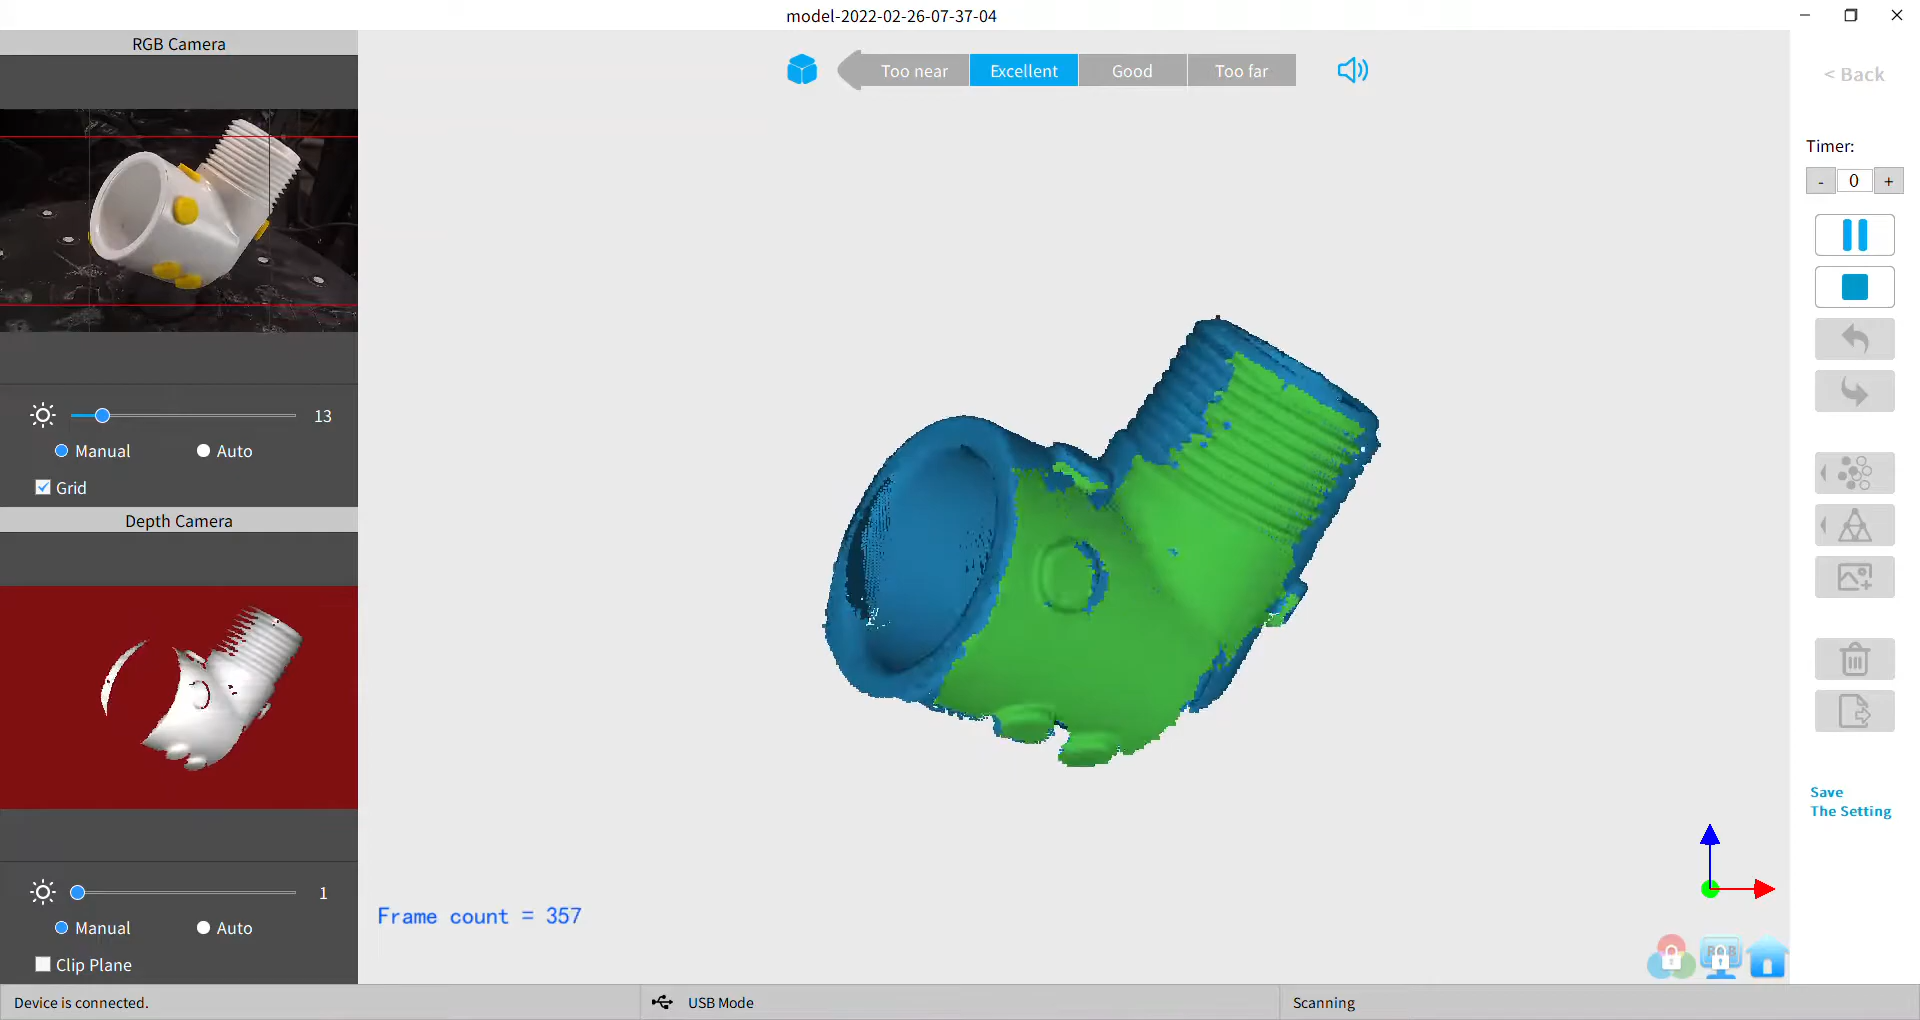 model-2022-02-26-07-37-04
RGB Camera
Too near
Excellent
Good
Too far
< Back
Timer:
- 0 +
13
Manual
Auto
Grid
Depth Camera
Save
The Setting
1
Manual
Auto
Clip Plane
Frame count = 357
RGB
Device is connected.
USB Mode
Scanning